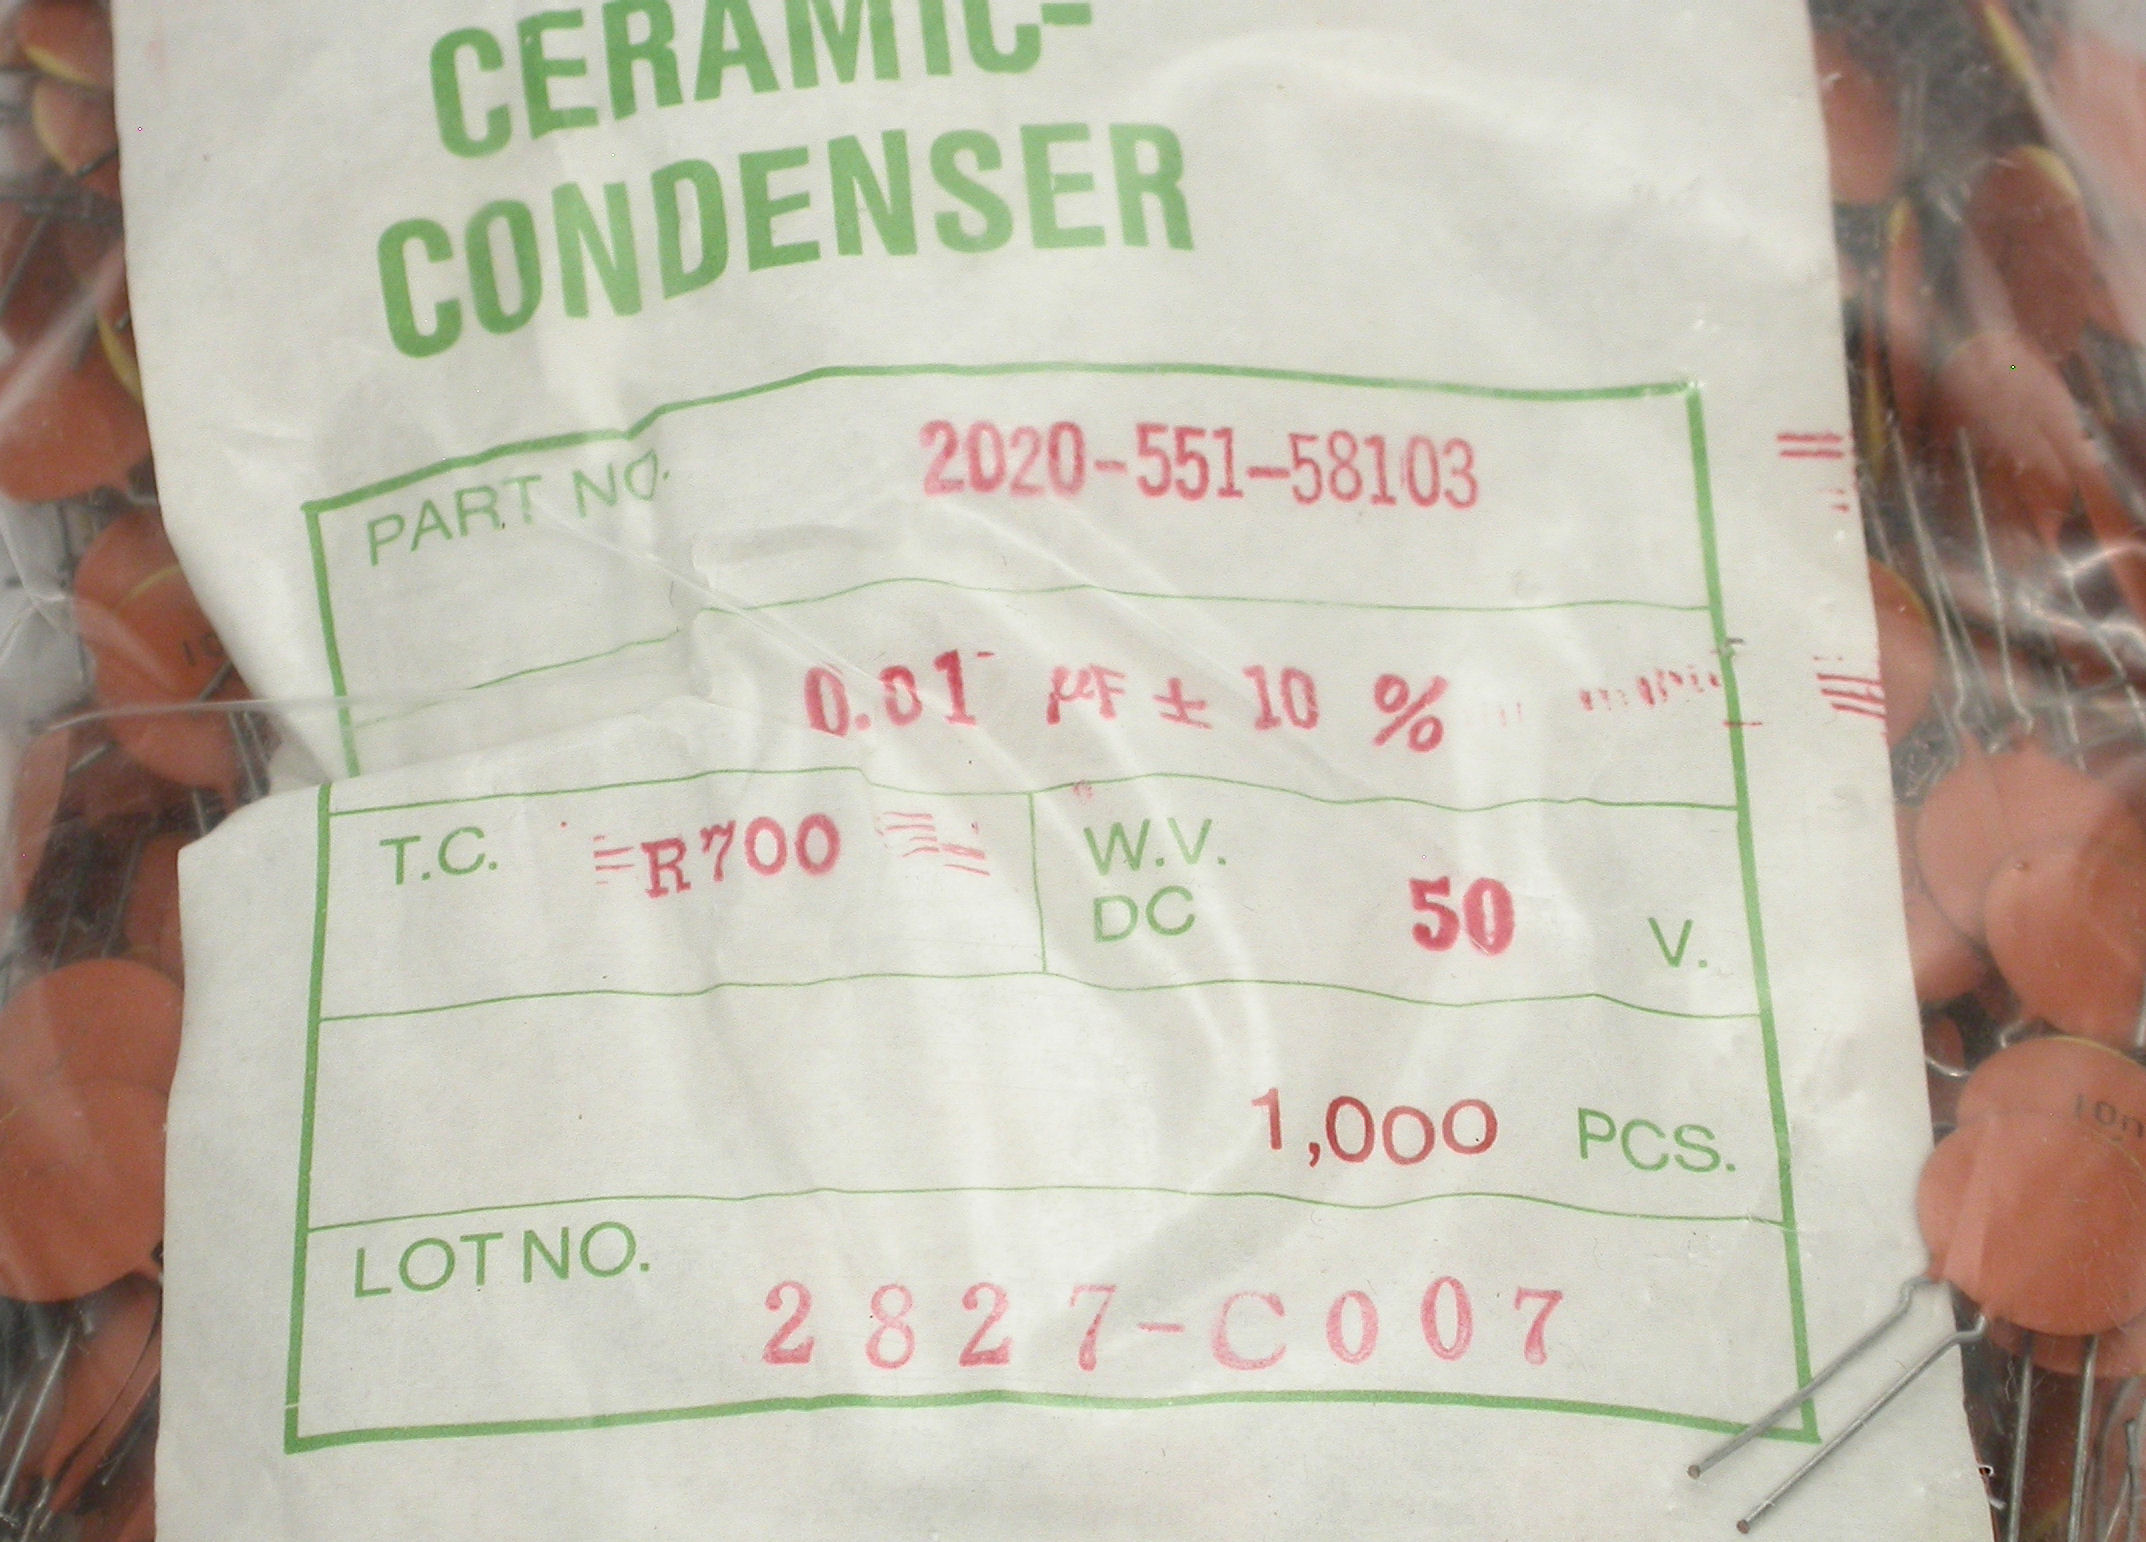 CERAMIC-
CONDENSER
PART NO. 2020-551-58103
0.01 μF ± 10 %
T.C. R700 W.V. DC 50 V.
1,000 PCS.
LOT NO. 2827-C007
10n